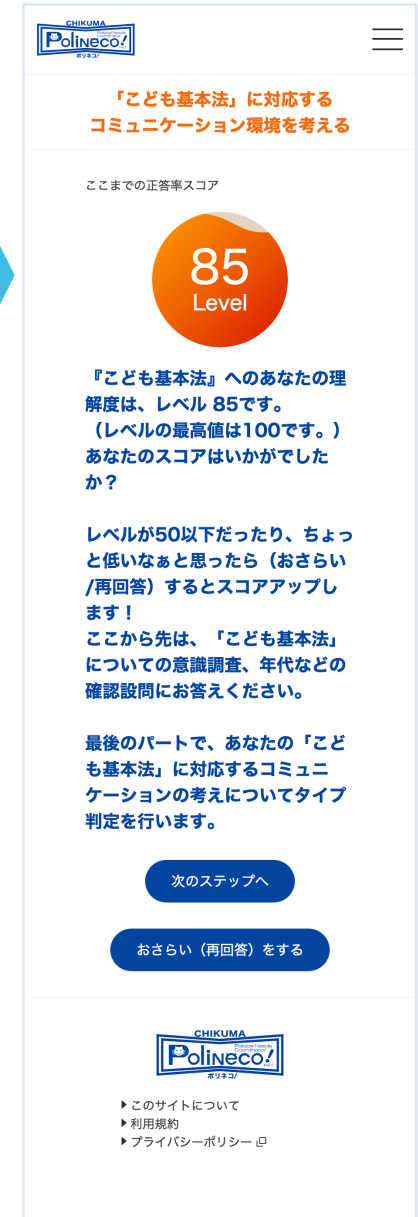 CHIKUMA
Polineco!
Political Needs
Coordinator
ポリネコ!
「こども基本法」に対応する
コミュニケーション環境を考える
ここまでの正答率スコア
85
Level
『こども基本法』へのあなたの理
解度は、レベル 85です。
（レベルの最高値は100です。）
あなたのスコアはいかがでした
か？
レベルが50以下だったり、ちょっ
と低いなぁと思ったら（おさらい
/再回答）するとスコアアップし
ます！
ここから先は、「こども基本法」
についての意識調査、年代などの
確認設問にお答えください。
最後のパートで、あなたの「こど
も基本法」に対応するコミュニ
ケーションの考えについてタイプ
判定を行います。
次のステップへ
おさらい（再回答）をする
CHIKUMA
Polineco!
Political Needs
Coordinator
ポリネコ!
このサイトについて
利用規約
プライバシーポリシー